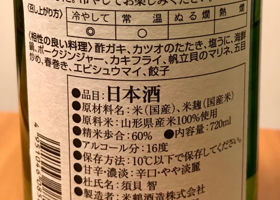 〈召し上がり方〉 冷やして 常温 ぬる燗 熱燗
◎ ○
〈相性の良い料理〉酢ガキ、カツオのたたき、塩うに、海鮮
鍋、ポークジンジャー、カキフライ、帆立貝のマリネ、五目
炒め、春巻き、エビシュウマイ、餃子
●品名:日本酒
●原材料名:米(国産)、米麹(国産米)
●原料米:山形県産米100%使用
●精米歩合:60% ●内容量:720ml
●アルコール分:16度
●保存方法:10℃以下で保存してください
●甘辛・濃淡:辛口・やや淡麗
●杜氏名:須貝 智
●製造者:米鶴酒造株式会社